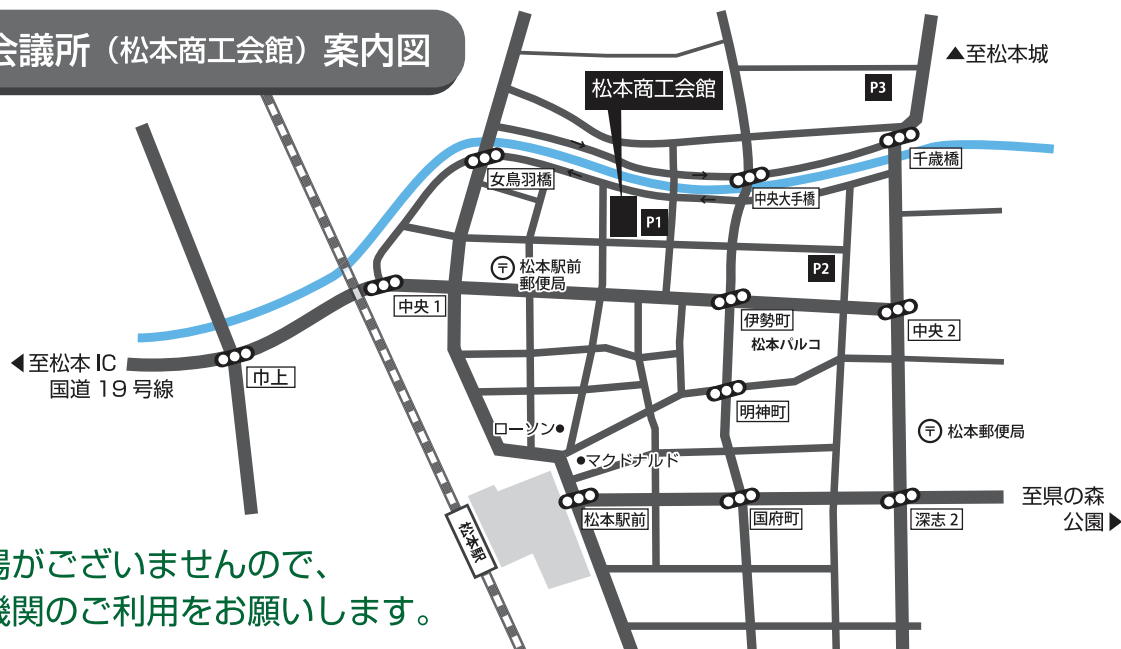 会議所（松本商工会館）案内図
▲至松本城
松本商工会館
P3
千歳橋
女鳥羽橋
中央大手橋
P1
P2
〒 松本駅前
郵便局
中央 1
伊勢町
松本パルコ
中央 2
◀至松本 IC
国道 19 号線
巾上
明神町
ローソン
〒 松本郵便局
マクドナルド
松本駅前
国府町
深志 2
至県の森
公園▶
松本駅
場がございませんので、
機関のご利用をお願いします。